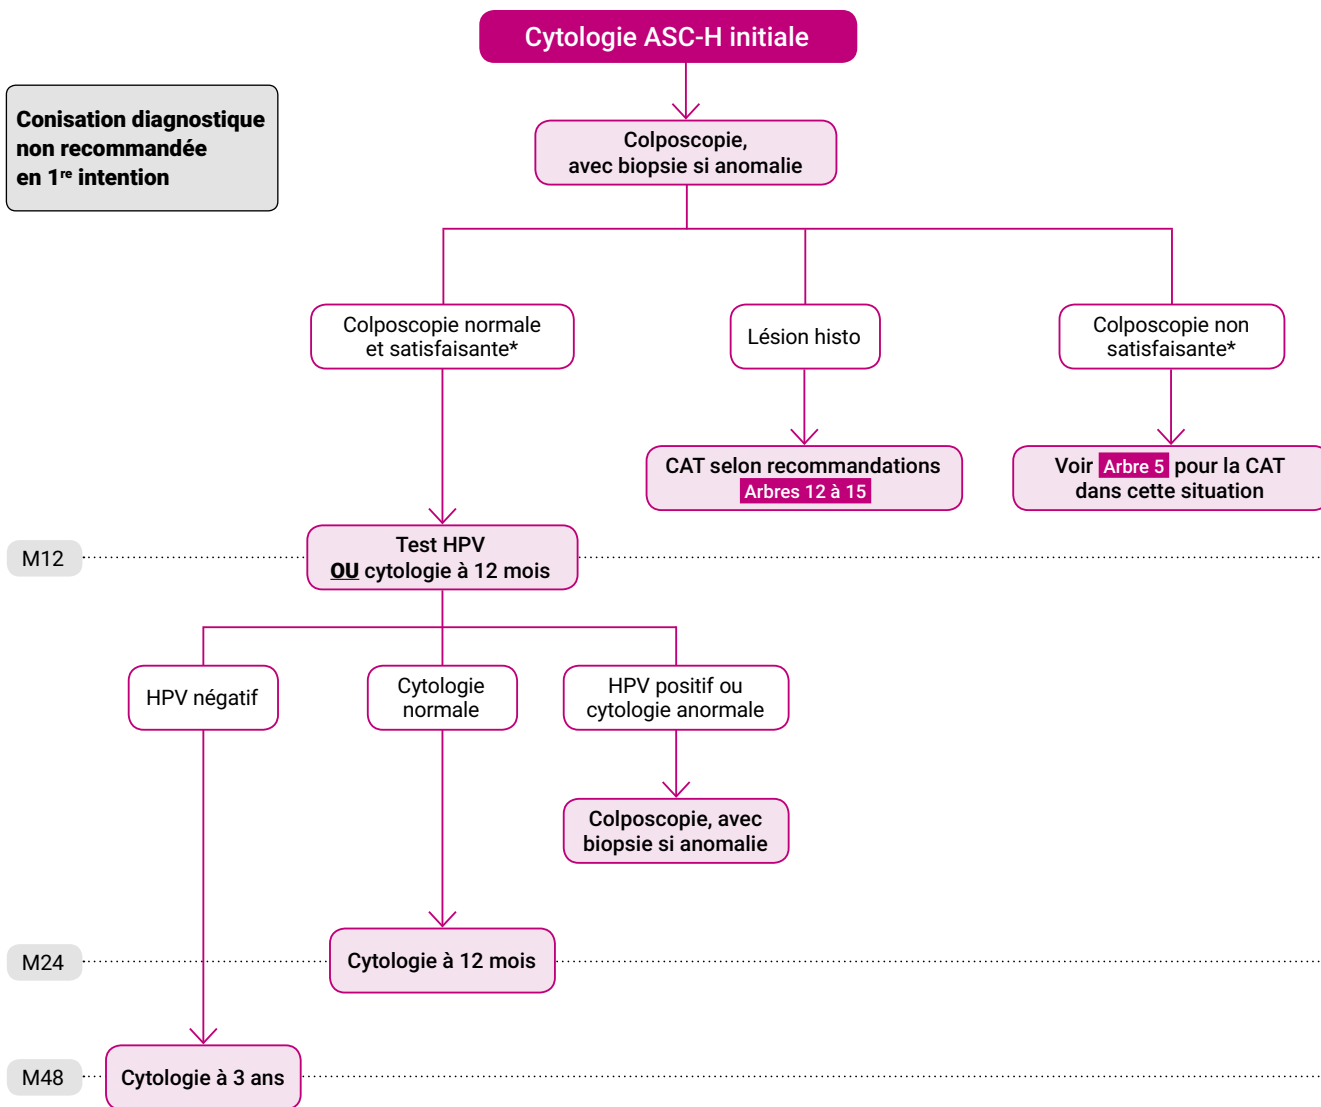 Cytologie ASC-H initiale
Conisation diagnostique
non recommandée
en 1re intention
Colposcopie,
avec biopsie si anomalie
Colposcopie normale
et satisfaisante*
Lésion histo
Colposcopie non
satisfaisante*
CAT selon recommandations
Arbres 12 à 15
Voir Arbre 5 pour la CAT
dans cette situation
M12
Test HPV
OU cytologie à 12 mois
HPV négatif
Cytologie
normale
HPV positif ou
cytologie anormale
Colposcopie, avec
biopsie si anomalie
M24
Cytologie à 12 mois
M48
Cytologie à 3 ans